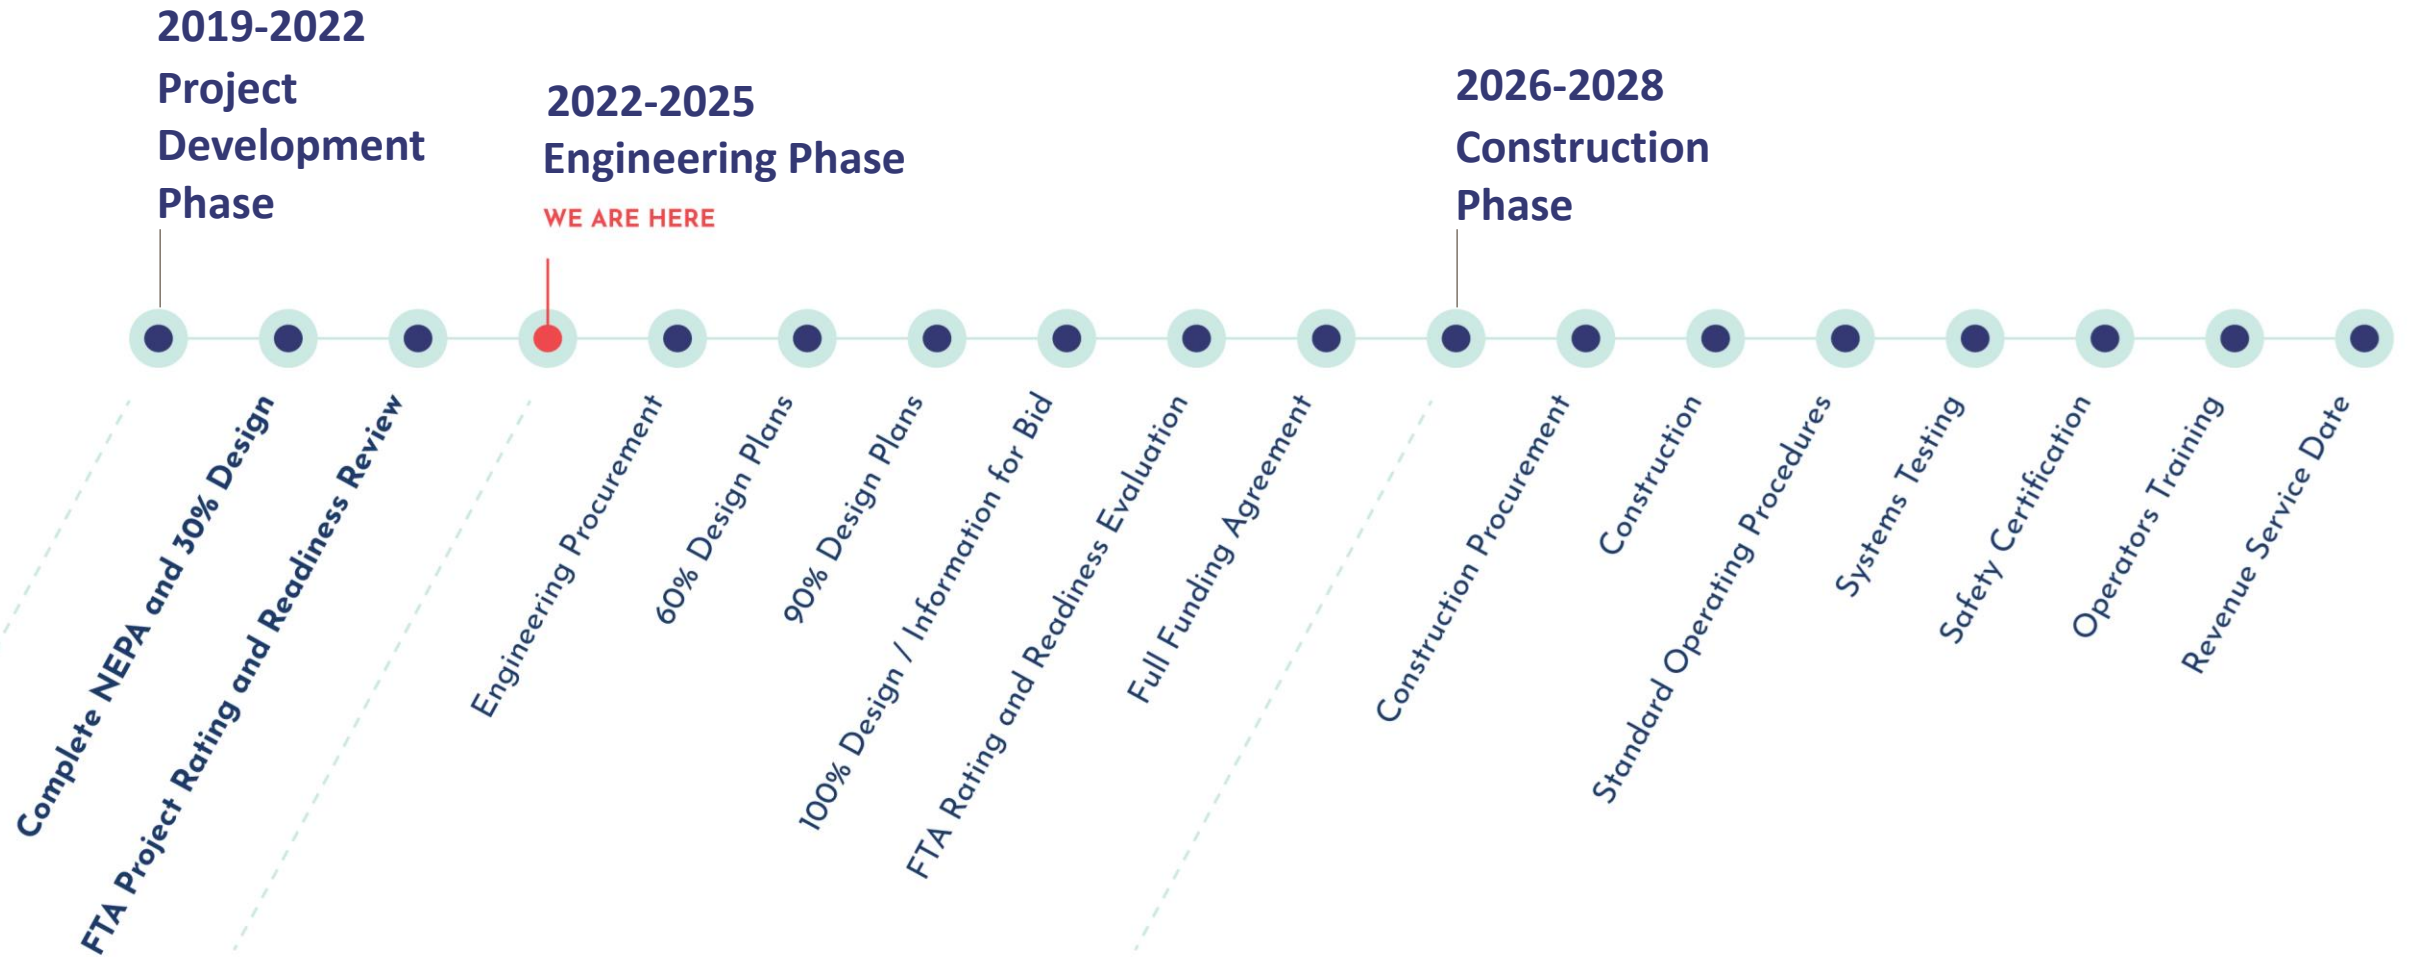 2019-2022
Project
Development
Phase
2022-2025
Engineering Phase
WE ARE HERE
2026-2028
Construction
Phase
Complete NEPA and 30% Design
FTA Project Rating and Readiness Review
Engineering Procurement
60% Design Plans
90% Design Plans
100% Design / Information for Bid
FTA Rating and Readiness Evaluation
Full Funding Agreement
Construction Procurement
Construction
Standard Operating Procedures
Systems Testing
Safety Certification
Operators Training
Revenue Service Date